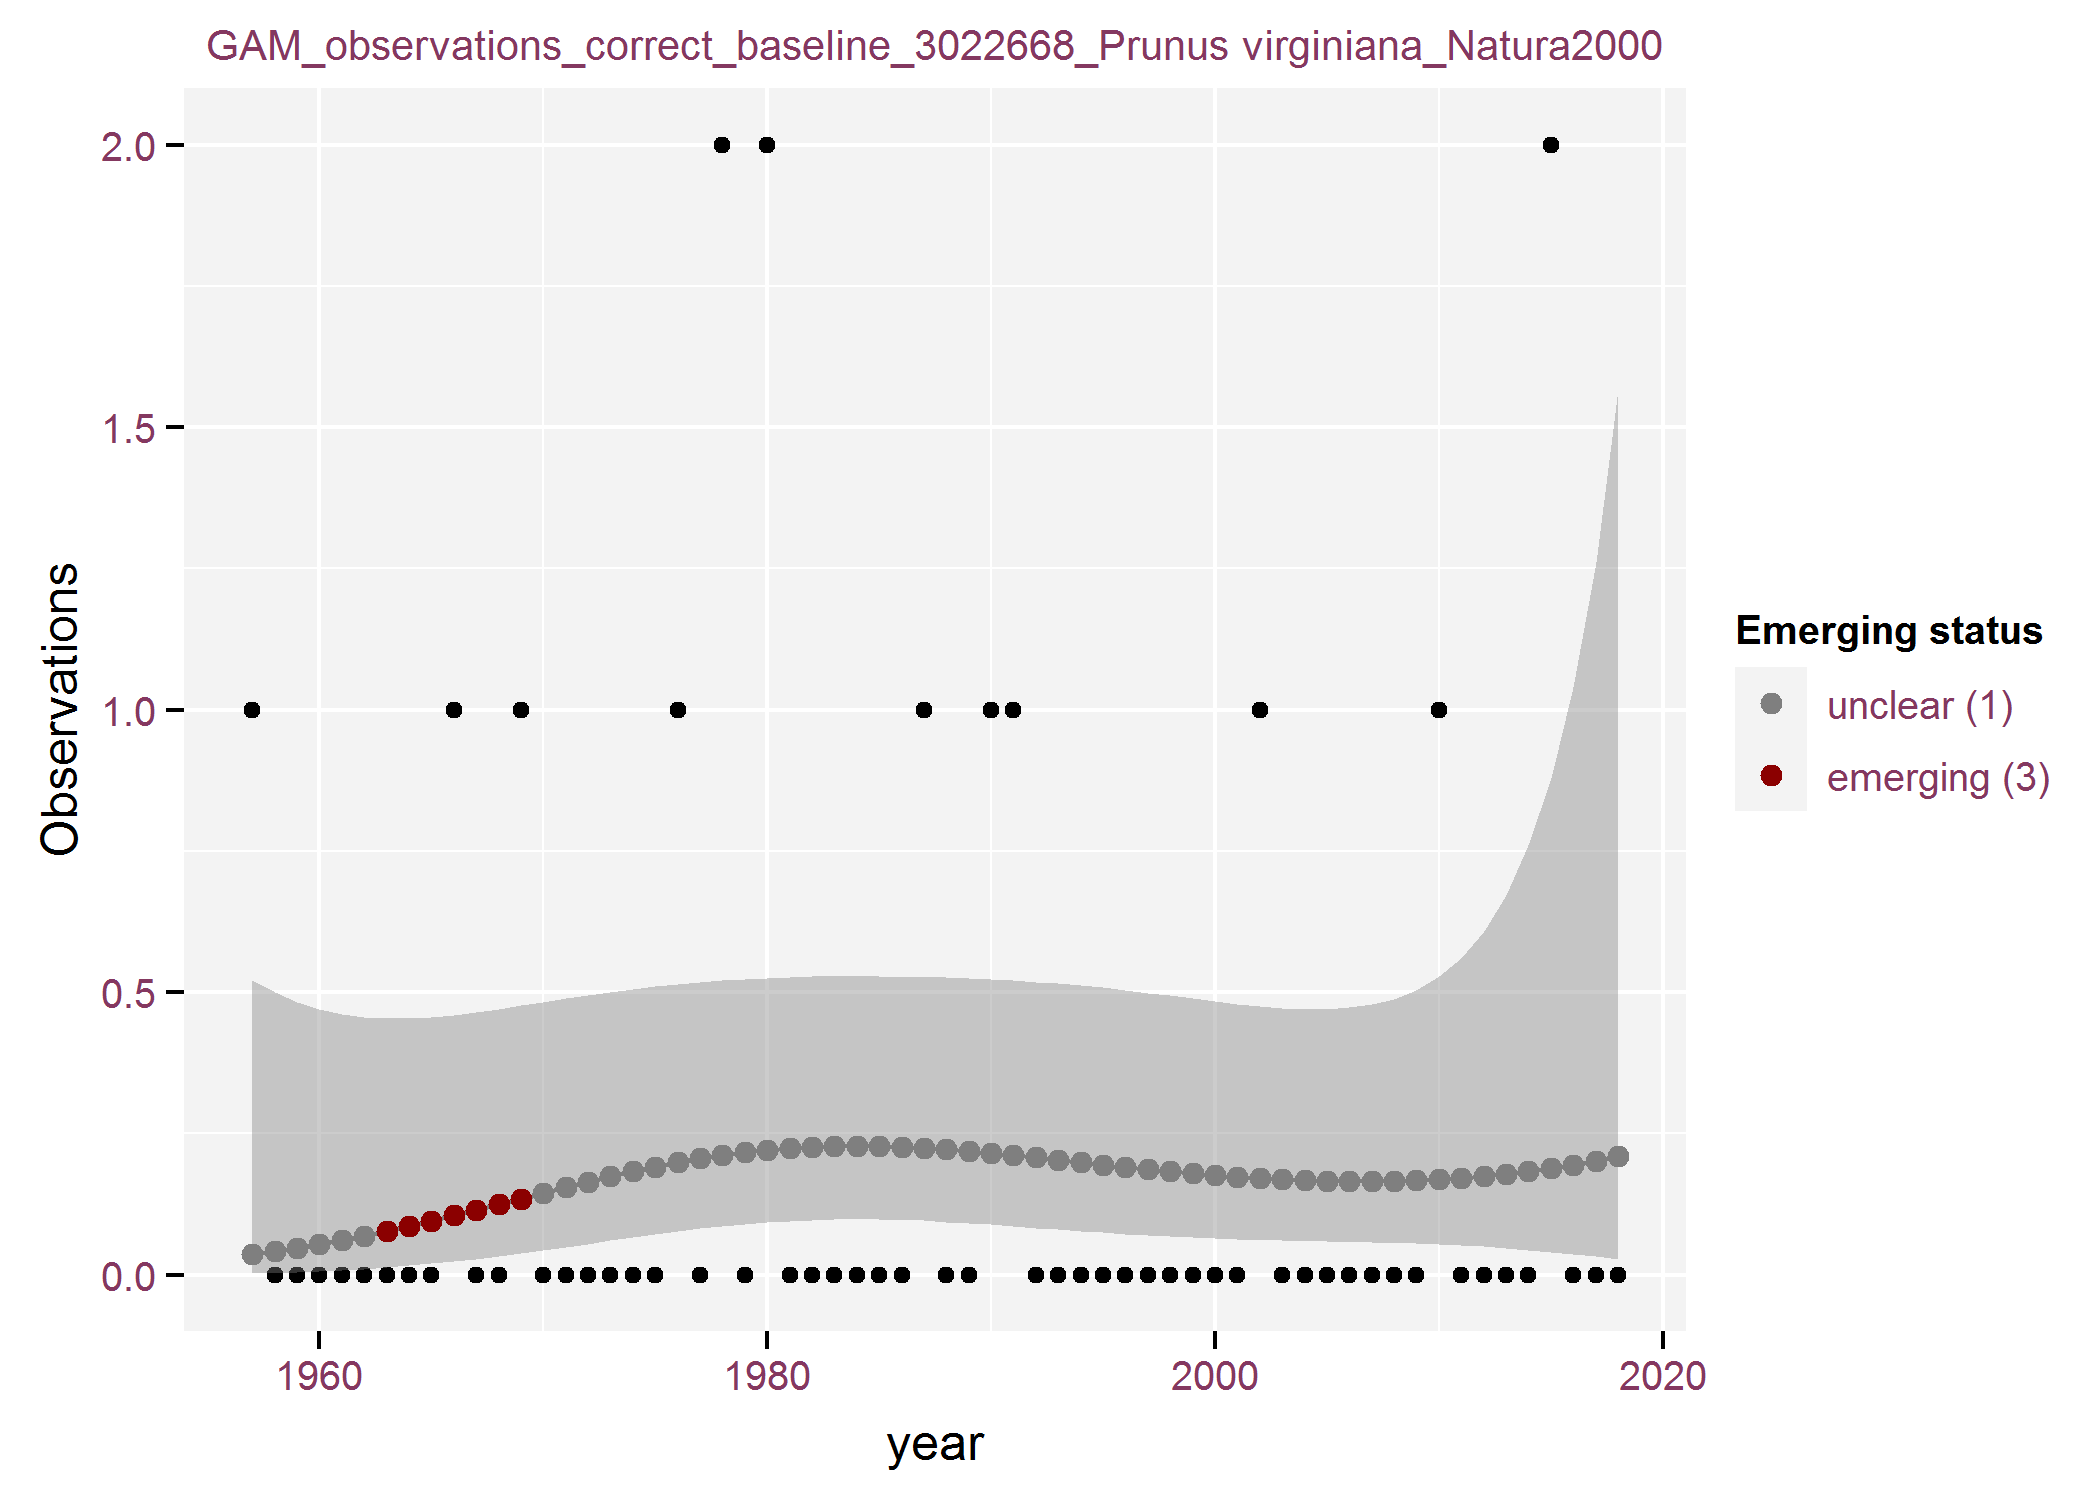 GAM_observations_correct_baseline_3022668_Prunus virginiana_Natura2000
2.0
1.5
1.0
0.5
0.0
Observations
1960
1980
2000
2020
year
Emerging status
unclear (1)
emerging (3)